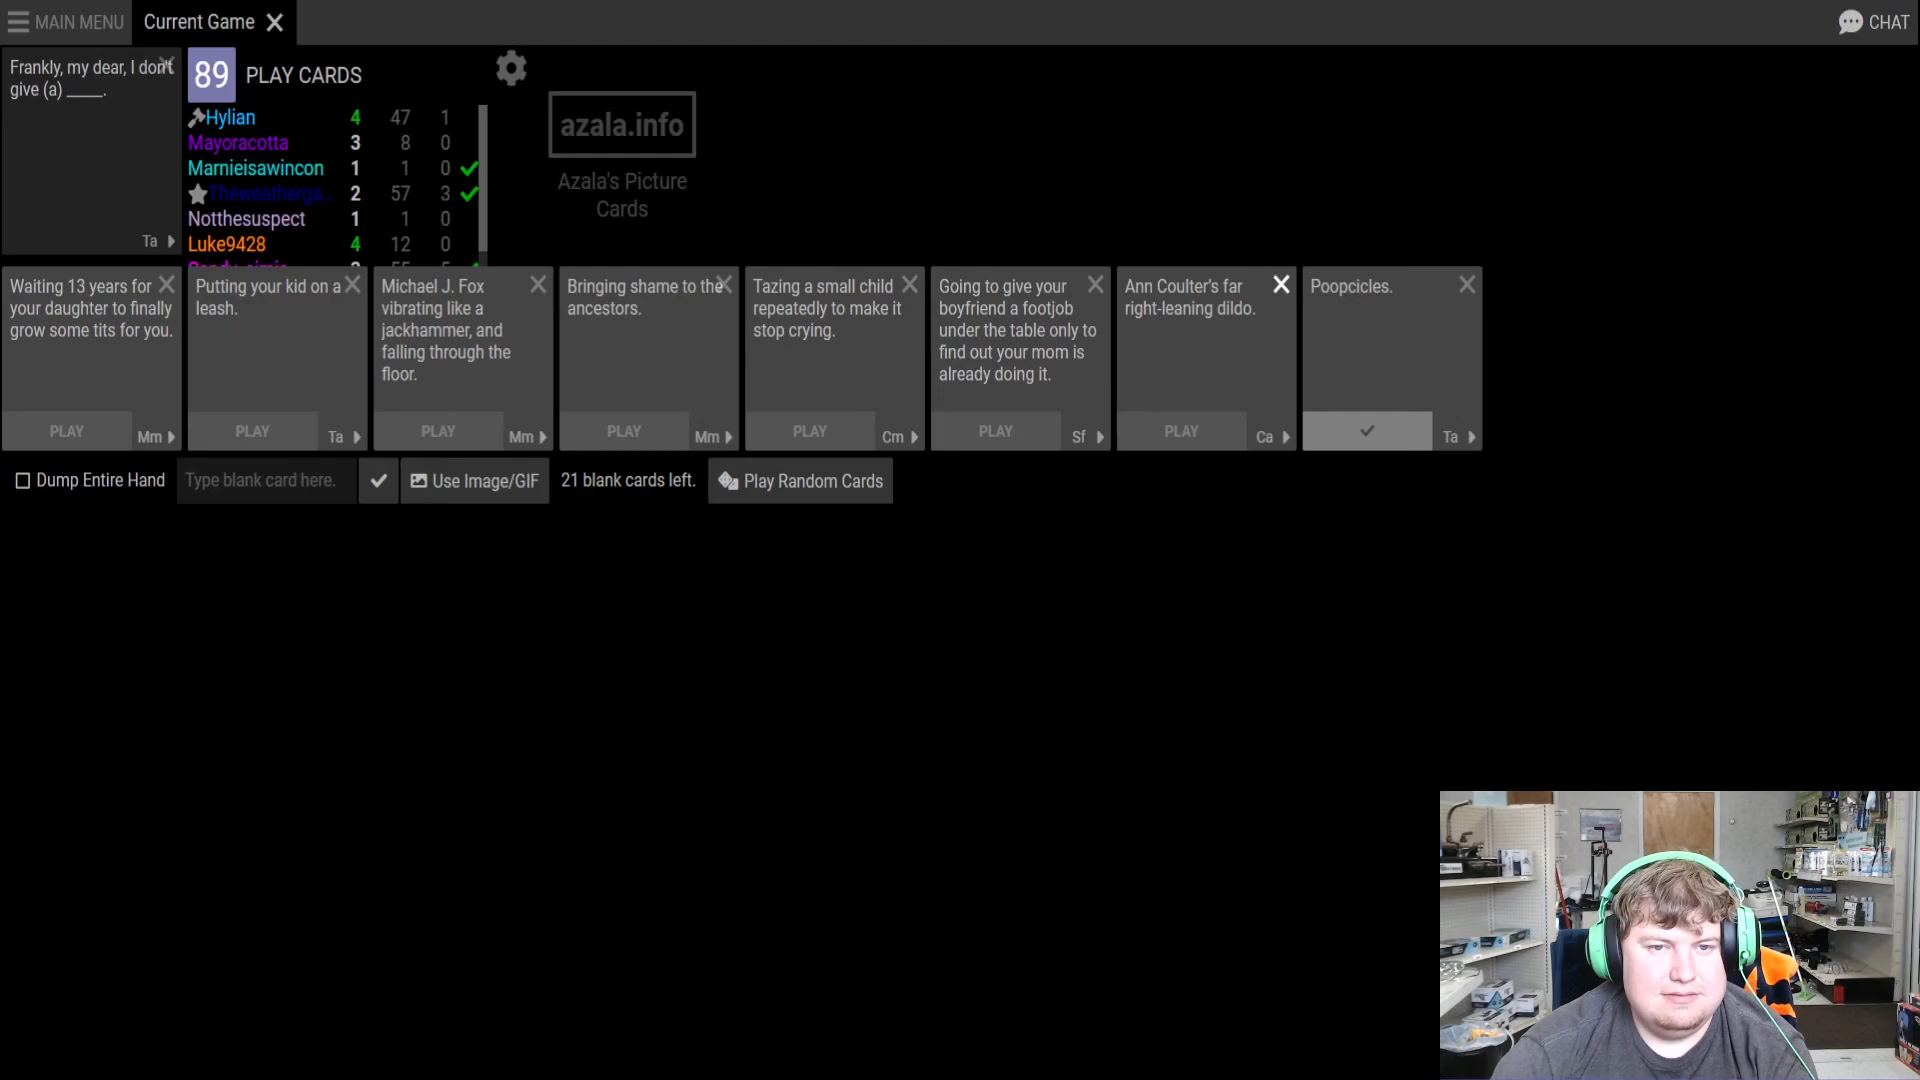 MAIN MENU
Current Game
CHAT
Frankly, my dear, I don't
give (a) _____.
Ta
89 PLAY CARDS
Hylian 4 47 1
Mayoracotta 3 8 0
Marnieisawincon 1 1 0
Theweatherga... 2 57 3
Notthesuspect 1 1 0
Luke9428 4 12 0
azala.info
Azala's Picture
Cards
Waiting 13 years for
your daughter to finally
grow some tits for you.
PLAY
Mm
Putting your kid on a
leash.
PLAY
Ta
Michael J. Fox
vibrating like a
jackhammer, and
falling through the
floor.
PLAY
Mm
Bringing shame to the
ancestors.
PLAY
Mm
Tazing a small child
repeatedly to make it
stop crying.
PLAY
Cm
Going to give your
boyfriend a footjob
under the table only to
find out your mom is
already doing it.
PLAY
Sf
Ann Coulter's far
right-leaning dildo.
PLAY
Ca
Poopcicles.
Ta
Dump Entire Hand
Type blank card here.
Use Image/GIF
21 blank cards left.
Play Random Cards